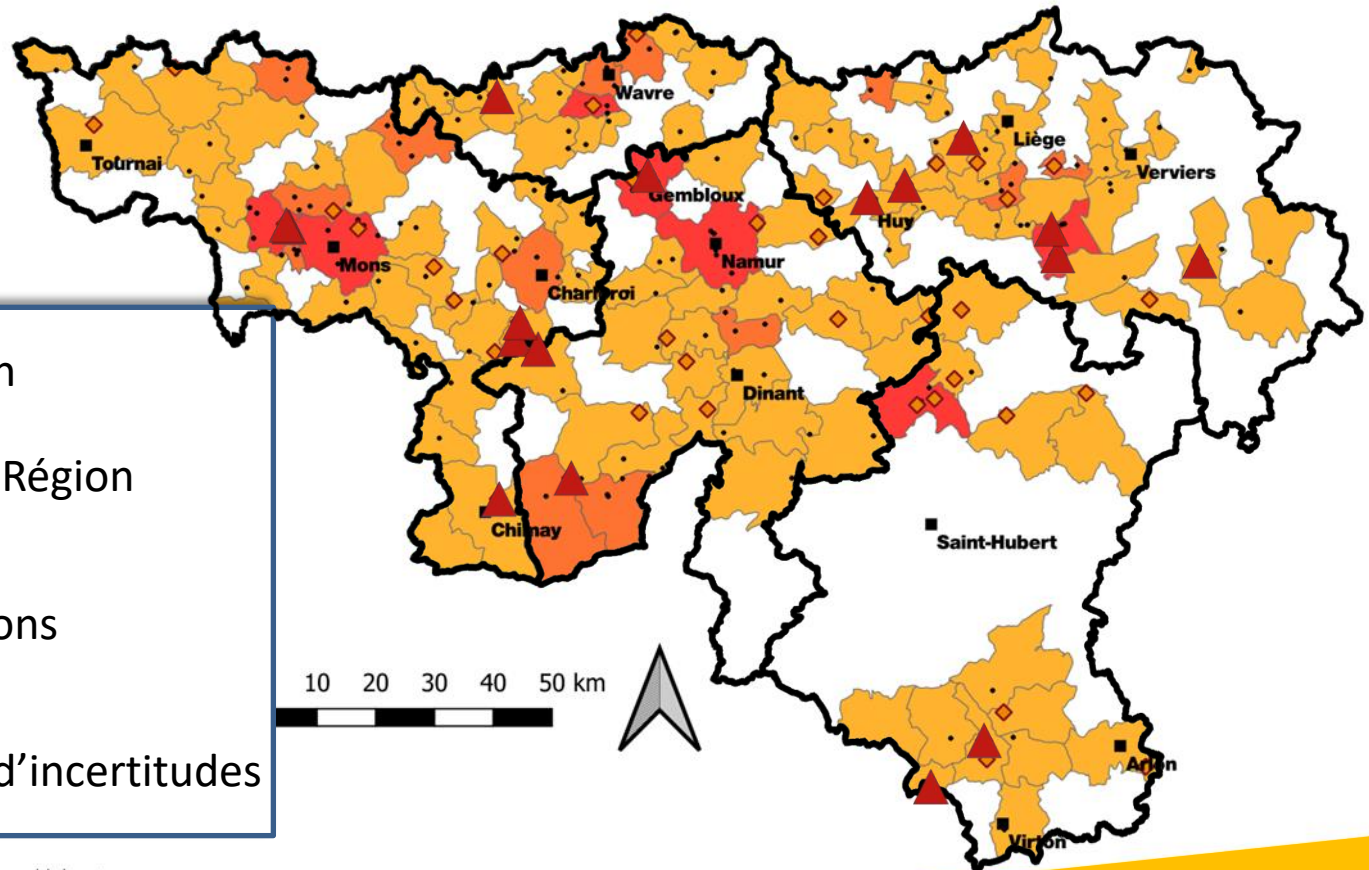 Wavre
Liège
Tournai
Verviers
Gembloux
Huy
Mons
Namur
Charleroi
n
Dinant
Région
Chimay
Saint-Hubert
ons
10 20 30 40 50 km
d’incertitudes
Arlon
Virton